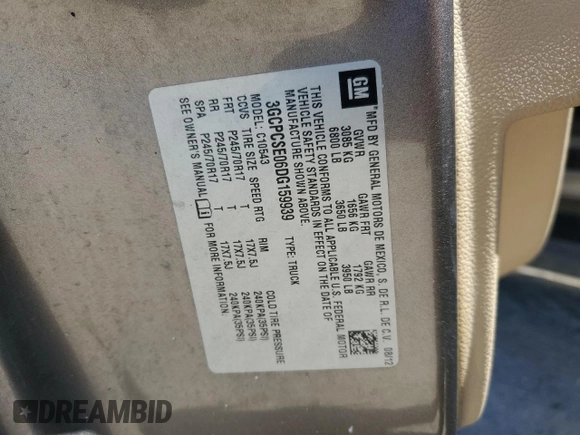 GM
*MFD BY GENERAL MOTORS DE MEXICO, S. DE R.L. DE C.V. 08/12
GVWR GAWR FRT GAWR RR
3085 KG 1656 KG 1792 KG
6800 LB 3650 LB 3950 LB
THIS VEHICLE CONFORMS TO ALL APPLICABLE U.S. FEDERAL MOTOR
VEHICLE SAFETY STANDARDS IN EFFECT ON THE DATE OF
MANUFACTURE SHOWN ABOVE.
3GCPCSE06DG159939 TYPE: TRUCK
MODEL: C10543
CCVS TIRE SIZE SPEED RTG RIM COLD TIRE PRESSURE
FRT P245/70R17 T 17X7.5J 240KPA(35PSI)
RR P245/70R17 T 17X7.5J 240KPA(35PSI)
SPA P245/70R17 T 17X7.5J 240KPA(35PSI)
SEE OWNER'S MANUAL i FOR MORE INFORMATION.
DREAMBID